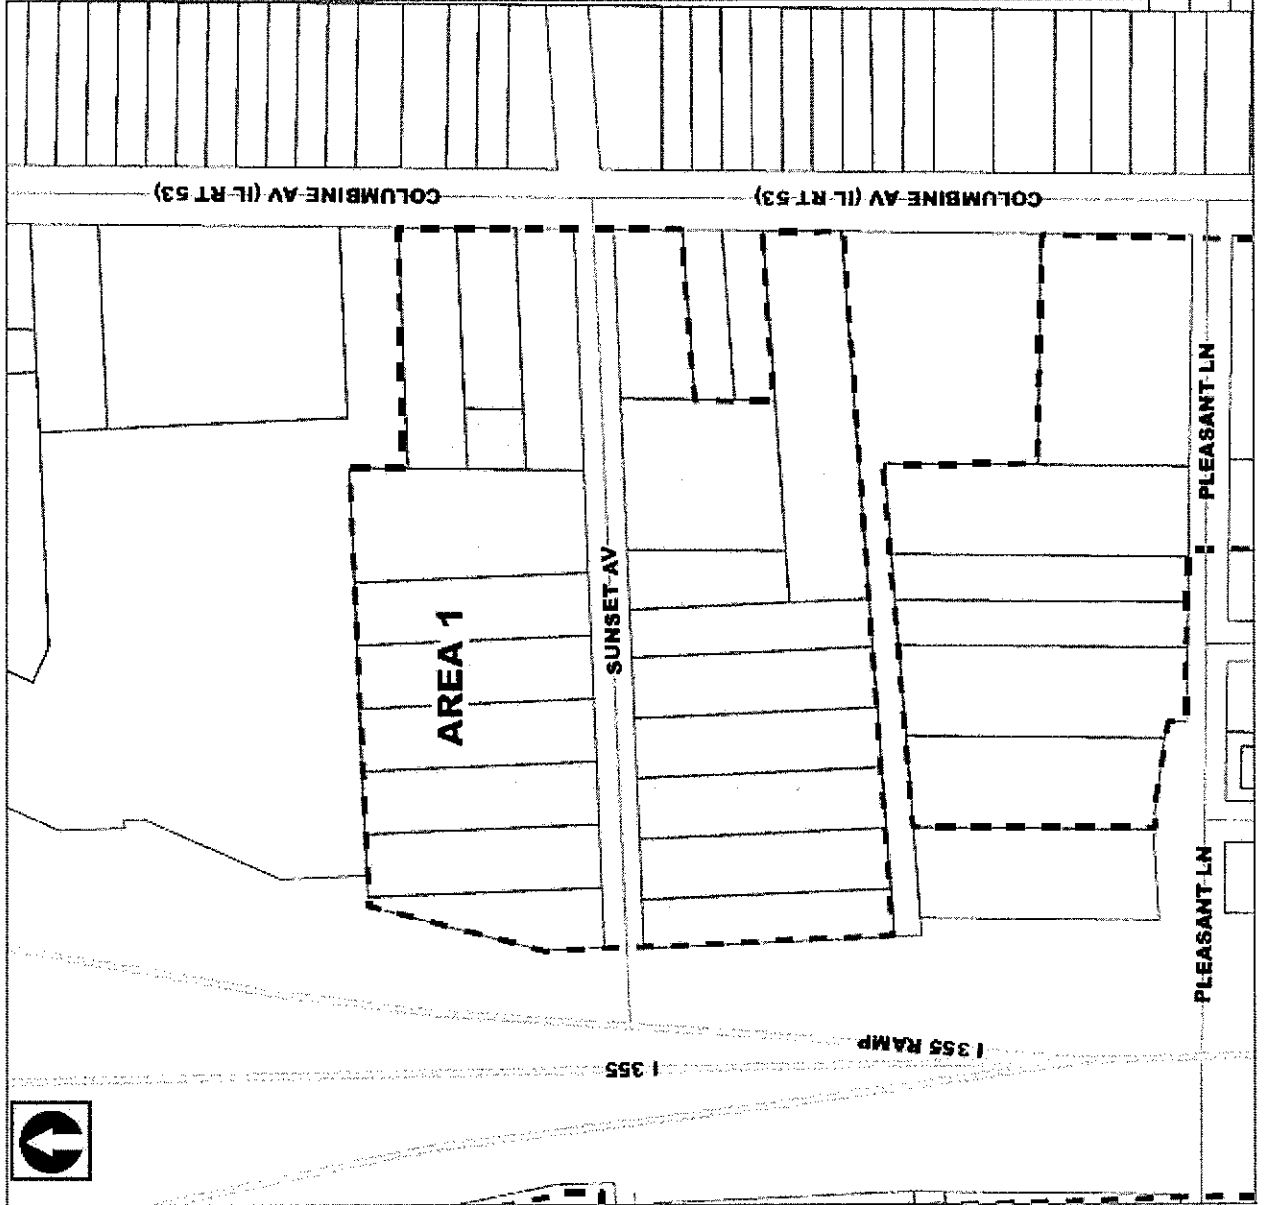 COLUMBINE AV (IL RT 53)
COLUMBINE AV (IL RT 53)
PLEASANT LN
SUNSET AV
AREA 1
PLEASANT LN
I 355 RAMP
I 355